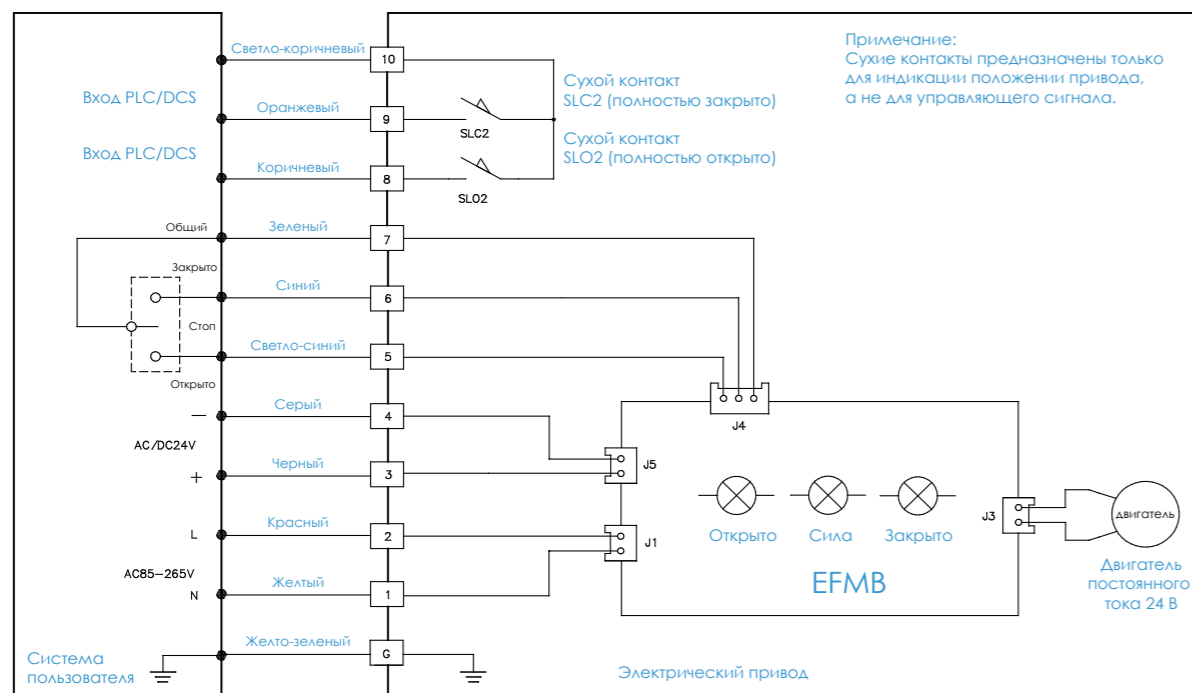 Светло-коричневый
10
Примечание:
Сухие контакты предназначены только
для индикации положении привода,
а не для управляющего сигнала.
Сухой контакт
SLC2 (полностью закрыто)
Вход PLC/DCS
Оранжевый
9
SLC2
Сухой контакт
SLO2 (полностью открыто)
Вход PLC/DCS
Коричневый
8
SLO2
Общий
Зеленый
7
Закрыто
Синий
6
Стоп
Светло-синий
5
Открыто
—
Серый
4
J4
AC/DC24V
J5
+
Черный
3
L
Красный
2
J1
Открыто
Сила
Закрыто
J3
двигатель
EFMB
Двигатель
постоянного
тока 24 В
AC85-265V
N
Желтый
1
Желто-зеленый
G
Система
пользователя
Электрический привод